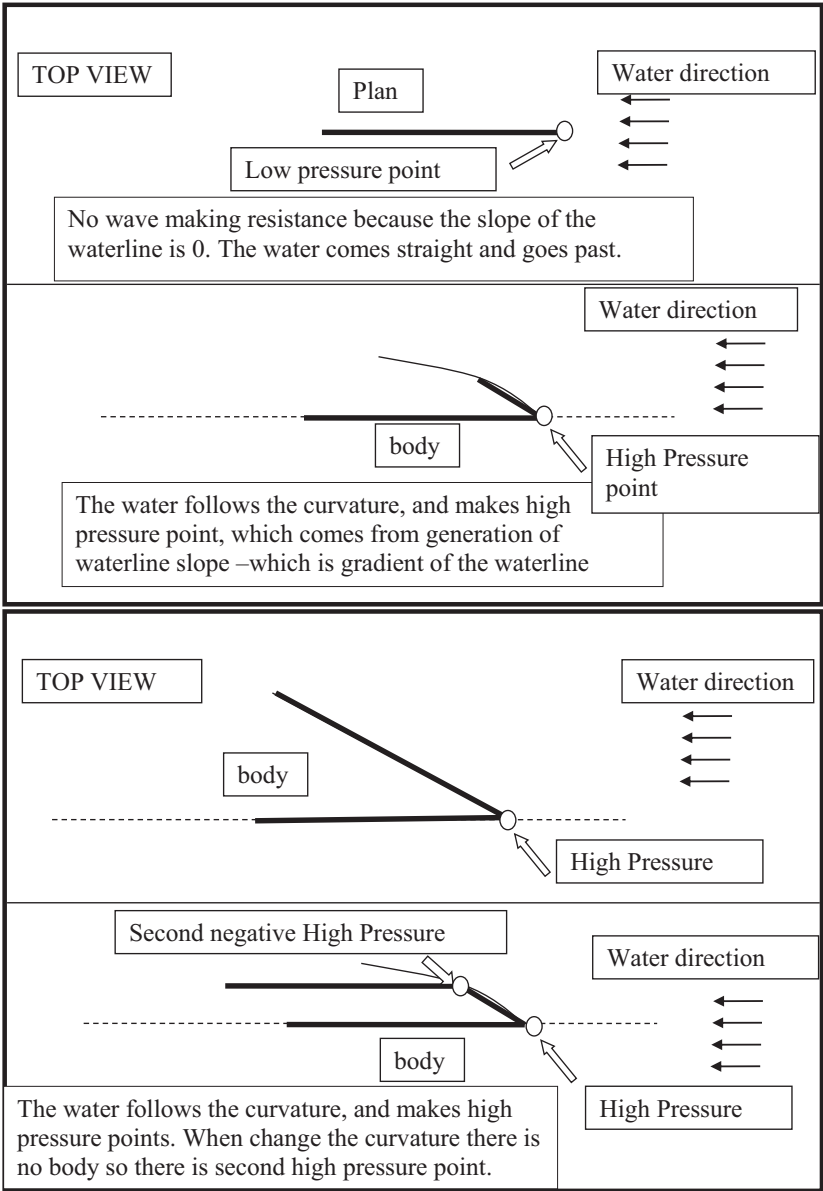 TOP VIEW
Plan
Water direction
Low pressure point
No wave making resistance because the slope of the
waterline is 0. The water comes straight and goes past.
Water direction
body
High Pressure
point
The water follows the curvature, and makes high
pressure point, which comes from generation of
waterline slope –which is gradient of the waterline
TOP VIEW
Water direction
body
High Pressure
Second negative High Pressure
Water direction
body
High Pressure
The water follows the curvature, and makes high
pressure points. When change the curvature there is
no body so there is second high pressure point.